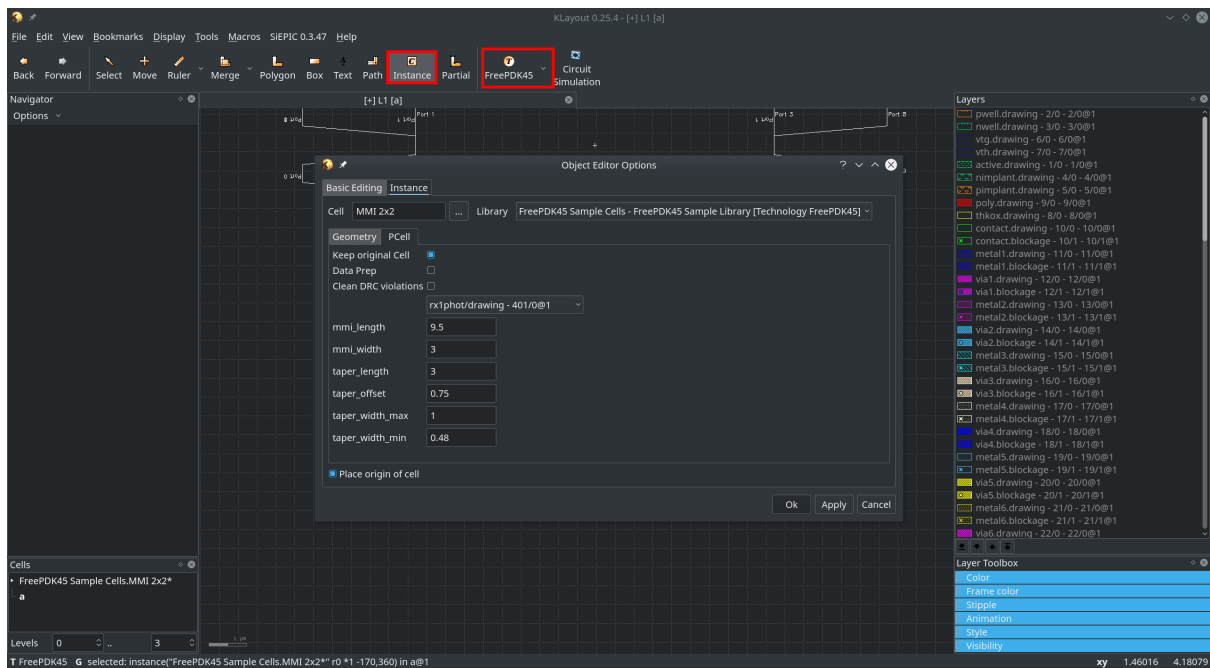 KLayout 0.25.4 - [+] L1 [a]
File Edit View Bookmarks Display Tools Macros SiEPIC 0.3.47 Help
Back Forward Select Move Ruler Merge Polygon Box Text Path Instance Partial FreePDK45 Circuit Simulation
Navigator
Options
[+] L1 [a]
Port 1
Port 3
Port 0
Object Editor Options
Basic Editing Instance
Cell MMI 2x2 ... Library FreePDK45 Sample Cells - FreePDK45 Sample Library [Technology FreePDK45]
Geometry PCell
Keep original Cell
Data Prep
Clean DRC violations
rx1phot/drawing - 401/0@1
mmi_length 9.5
mmi_width 3
taper_length 3
taper_offset 0.75
taper_width_max 1
taper_width_min 0.48
Place origin of cell
Ok Apply Cancel
Layers
pwell.drawing - 2/0 - 2/0@1
nwell.drawing - 3/0 - 3/0@1
vtg.drawing - 6/0 - 6/0@1
vth.drawing - 7/0 - 7/0@1
active.drawing - 1/0 - 1/0@1
nimplant.drawing - 4/0 - 4/0@1
pimplant.drawing - 5/0 - 5/0@1
poly.drawing - 9/0 - 9/0@1
thkox.drawing - 8/0 - 8/0@1
contact.drawing - 10/0 - 10/0@1
contact.blockage - 10/1 - 10/1@1
metal1.drawing - 11/0 - 11/0@1
metal1.blockage - 11/1 - 11/1@1
via1.drawing - 12/0 - 12/0@1
via1.blockage - 12/1 - 12/1@1
metal2.drawing - 13/0 - 13/0@1
metal2.blockage - 13/1 - 13/1@1
via2.drawing - 14/0 - 14/0@1
via2.blockage - 14/1 - 14/1@1
metal3.drawing - 15/0 - 15/0@1
metal3.blockage - 15/1 - 15/1@1
via3.drawing - 16/0 - 16/0@1
via3.blockage - 16/1 - 16/1@1
metal4.drawing - 17/0 - 17/0@1
metal4.blockage - 17/1 - 17/1@1
via4.drawing - 18/0 - 18/0@1
via4.blockage - 18/1 - 18/1@1
metal5.drawing - 19/0 - 19/0@1
metal5.blockage - 19/1 - 19/1@1
via5.drawing - 20/0 - 20/0@1
via5.blockage - 20/1 - 20/1@1
metal6.drawing - 21/0 - 21/0@1
metal6.blockage - 21/1 - 21/1@1
via6.drawing - 22/0 - 22/0@1
Cells
FreePDK45 Sample Cells.MMI 2x2*
a
Levels 0 .. 3
1 µm
Layer Toolbox
Color
Frame color
Stipple
Animation
Style
Visibility
T FreePDK45 G selected: instance("FreePDK45 Sample Cells.MMI 2x2*" r0 *1 -170,360) in a@1
xy 1.46016 4.18079